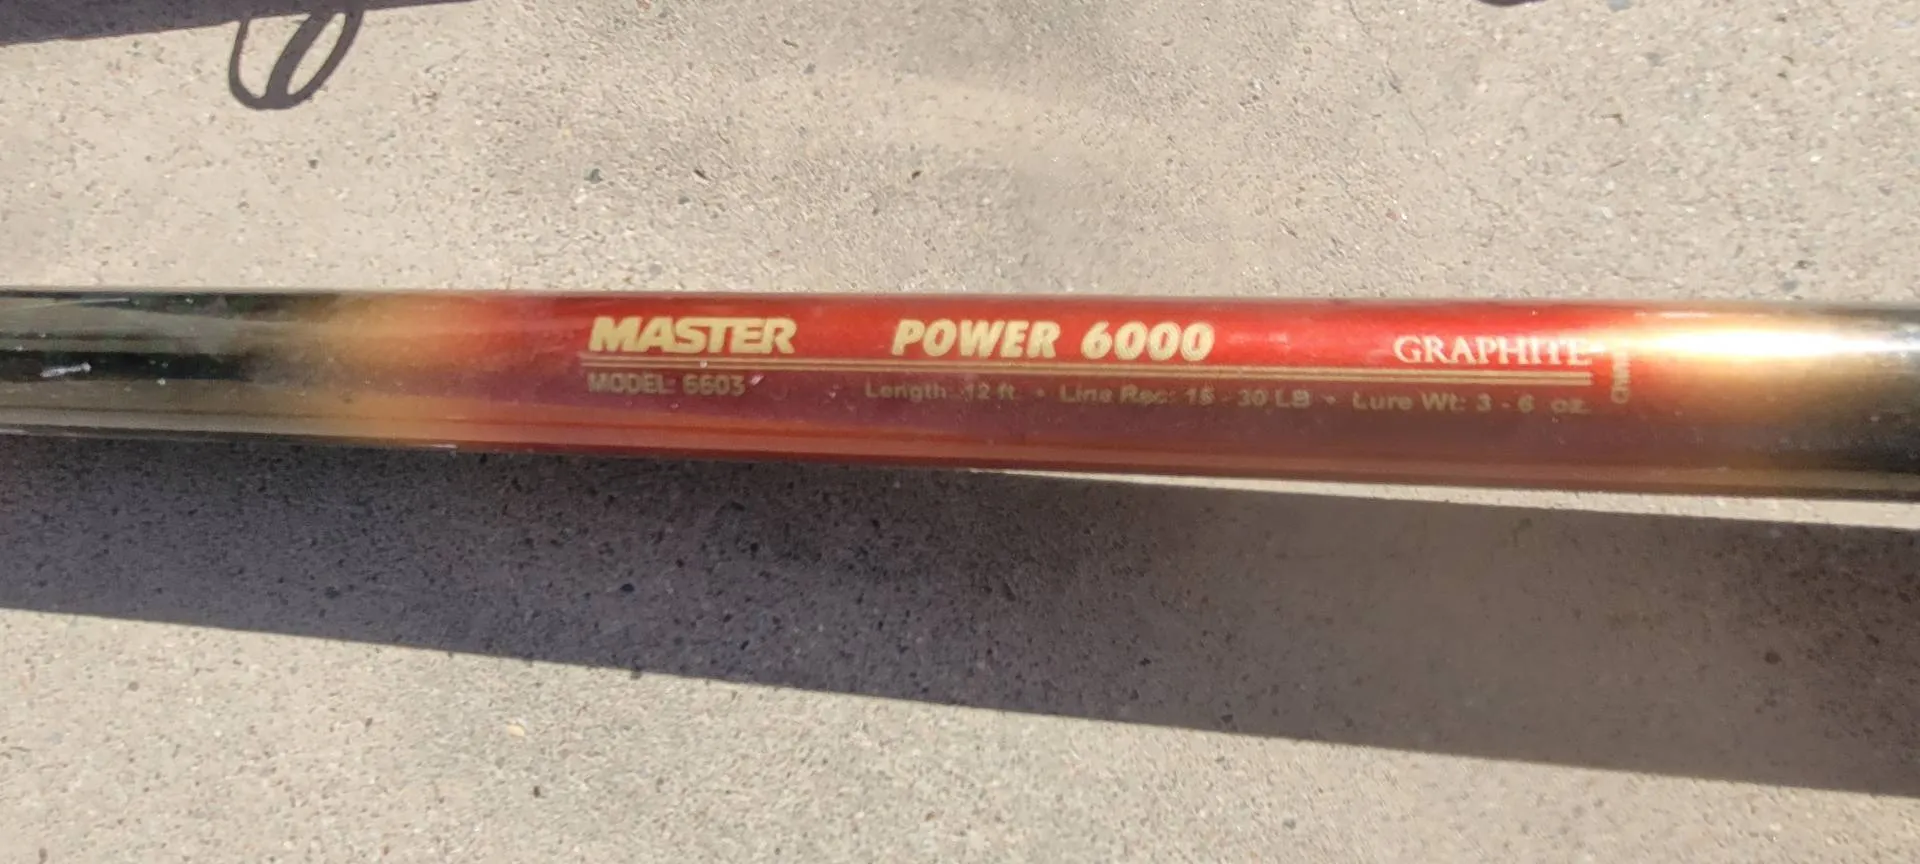 MASTER POWER 6000 GRAPHITE
MODEL: 6603 Length 12 ft. • Line Rec: 15 - 30 LB • Lure Wt: 3 - 6 oz.